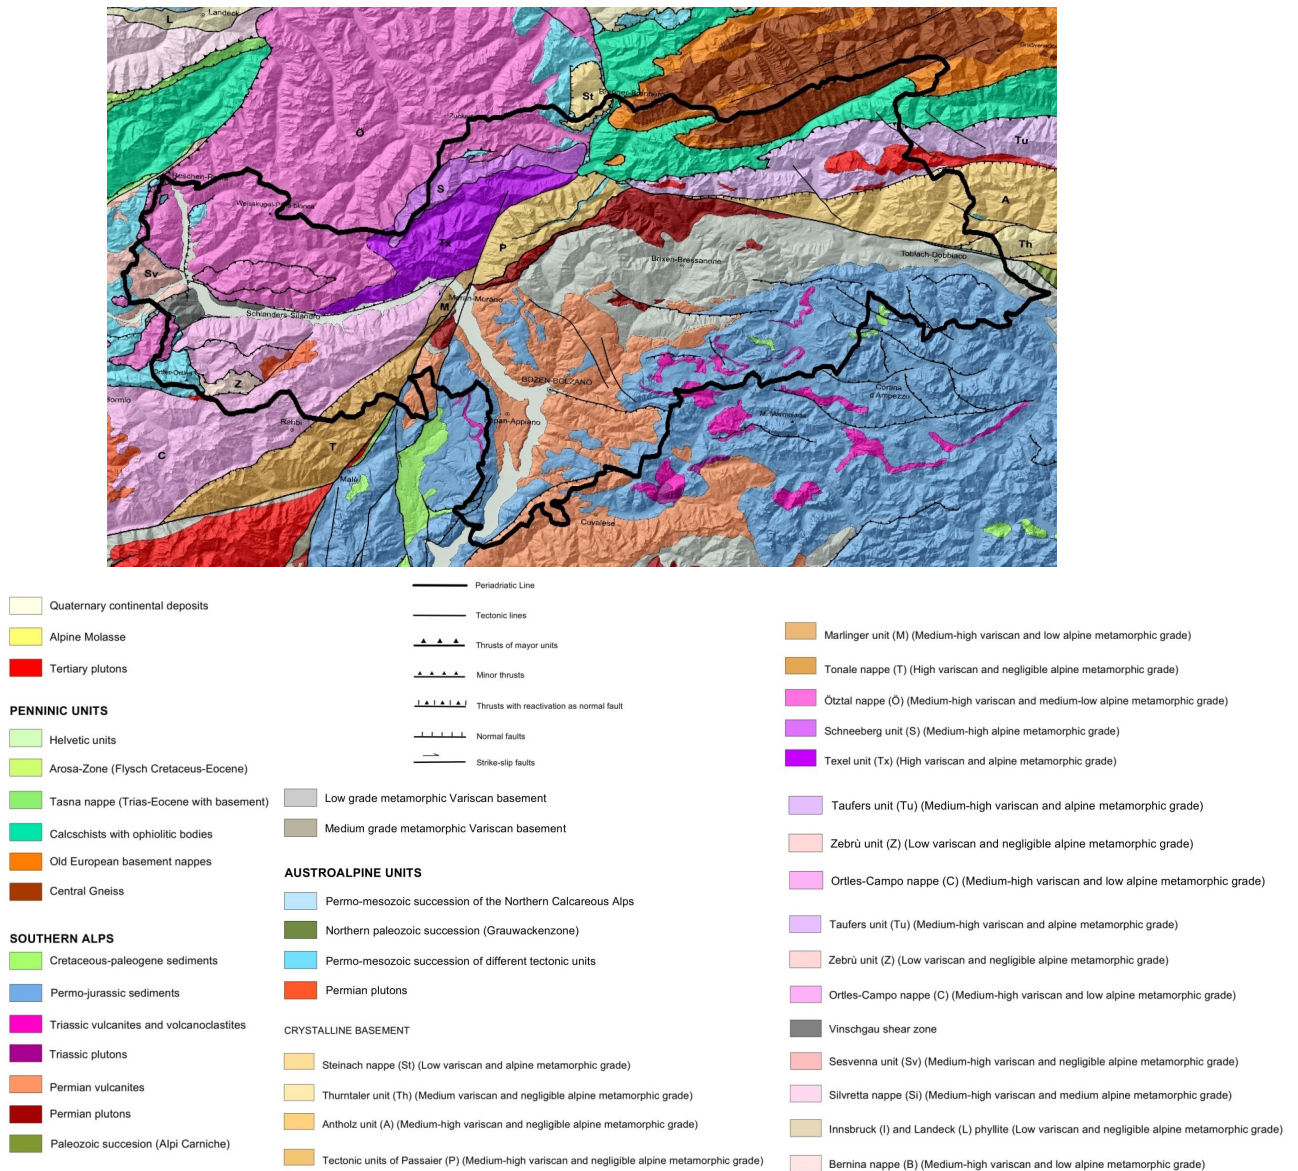 L
Landeck
St
Brenner-Brennero
Ö
Tu
S
A
Tx
P
Th
Toblach-Dobbiaco
Brixen-Bressanone
Sv
Meran-Merano
M
Schlanders-Silandro
Z
BOZEN-BOLZANO
Cortina
d'Ampezzo
Eppan-Appiano
M. Marmolada
Rabbi
Bormio
C
T
Malé
Cavalese
Quaternary continental deposits
Alpine Molasse
Tertiary plutons
PENNINIC UNITS
Helvetic units
Arosa-Zone (Flysch Cretaceus-Eocene)
Tasna nappe (Trias-Eocene with basement)
Calcschists with ophiolitic bodies
Old European basement nappes
Central Gneiss
SOUTHERN ALPS
Cretaceous-paleogene sediments
Permo-jurassic sediments
Triassic vulcanites and volcanoclastites
Triassic plutons
Permian vulcanites
Permian plutons
Paleozoic succesion (Alpi Carniche)
Periadriatic Line
Tectonic lines
Thrusts of mayor units
Minor thrusts
Thrusts with reactivation as normal fault
Normal faults
Strike-slip faults
Low grade metamorphic Variscan basement
Medium grade metamorphic Variscan basement
AUSTROALPINE UNITS
Permo-mesozoic succession of the Northern Calcareous Alps
Northern paleozoic succession (Grauwackenzone)
Permo-mesozoic succession of different tectonic units
Permian plutons
CRYSTALLINE BASEMENT
Steinach nappe (St) (Low variscan and alpine metamorphic grade)
Thurntaler unit (Th) (Medium variscan and negligible alpine metamorphic grade)
Antholz unit (A) (Medium-high variscan and negligible alpine metamorphic grade)
Tectonic units of Passaier (P) (Medium-high variscan and negligible alpine metamorphic grade)
Marlinger unit (M) (Medium-high variscan and low alpine metamorphic grade)
Tonale nappe (T) (High variscan and negligible alpine metamorphic grade)
Ötztal nappe (Ö) (Medium-high variscan and medium-low alpine metamorphic grade)
Schneeberg unit (S) (Medium-high alpine metamorphic grade)
Texel unit (Tx) (High variscan and alpine metamorphic grade)
Taufers unit (Tu) (Medium-high variscan and alpine metamorphic grade)
Zebrù unit (Z) (Low variscan and negligible alpine metamorphic grade)
Ortles-Campo nappe (C) (Medium-high variscan and low alpine metamorphic grade)
Taufers unit (Tu) (Medium-high variscan and alpine metamorphic grade)
Zebrù unit (Z) (Low variscan and negligible alpine metamorphic grade)
Ortles-Campo nappe (C) (Medium-high variscan and low alpine metamorphic grade)
Vinschgau shear zone
Sesvenna unit (Sv) (Medium-high variscan and negligible alpine metamorphic grade)
Silvretta nappe (Si) (Medium-high variscan and medium alpine metamorphic grade)
Innsbruck (I) and Landeck (L) phyllite (Low variscan and negligible alpine metamorphic grade)
Bernina nappe (B) (Medium-high variscan and low alpine metamorphic grade)